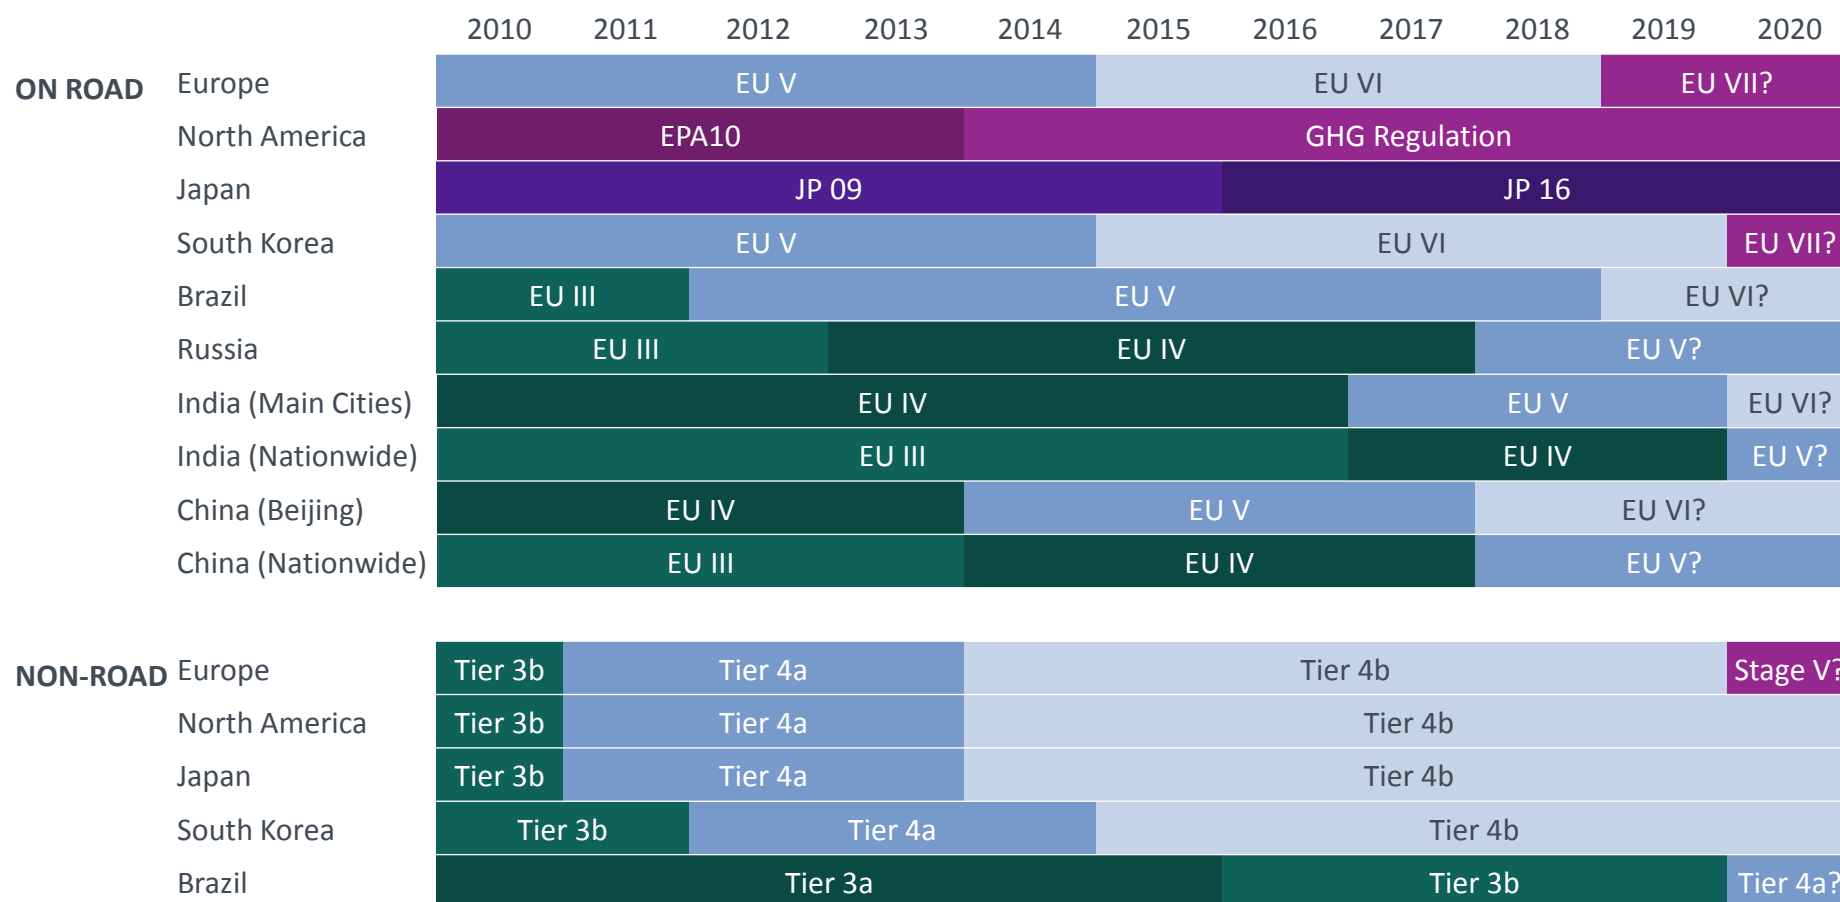 2010 2011 2012 2013 2014 2015 2016 2017 2018 2019 2020
ON ROAD Europe EU V EU VI EU VII?
North America EPA10 GHG Regulation
Japan JP 09 JP 16
South Korea EU V EU VI EU VII?
Brazil EU III EU V EU VI?
Russia EU III EU IV EU V?
India (Main Cities) EU IV EU V EU VI?
India (Nationwide) EU III EU IV EU V?
China (Beijing) EU IV EU V EU VI?
China (Nationwide) EU III EU IV EU V?
NON-ROAD Europe Tier 3b Tier 4a Tier 4b Stage V?
North America Tier 3b Tier 4a Tier 4b
Japan Tier 3b Tier 4a Tier 4b
South Korea Tier 3b Tier 4a Tier 4b
Brazil Tier 3a Tier 3b Tier 4a?